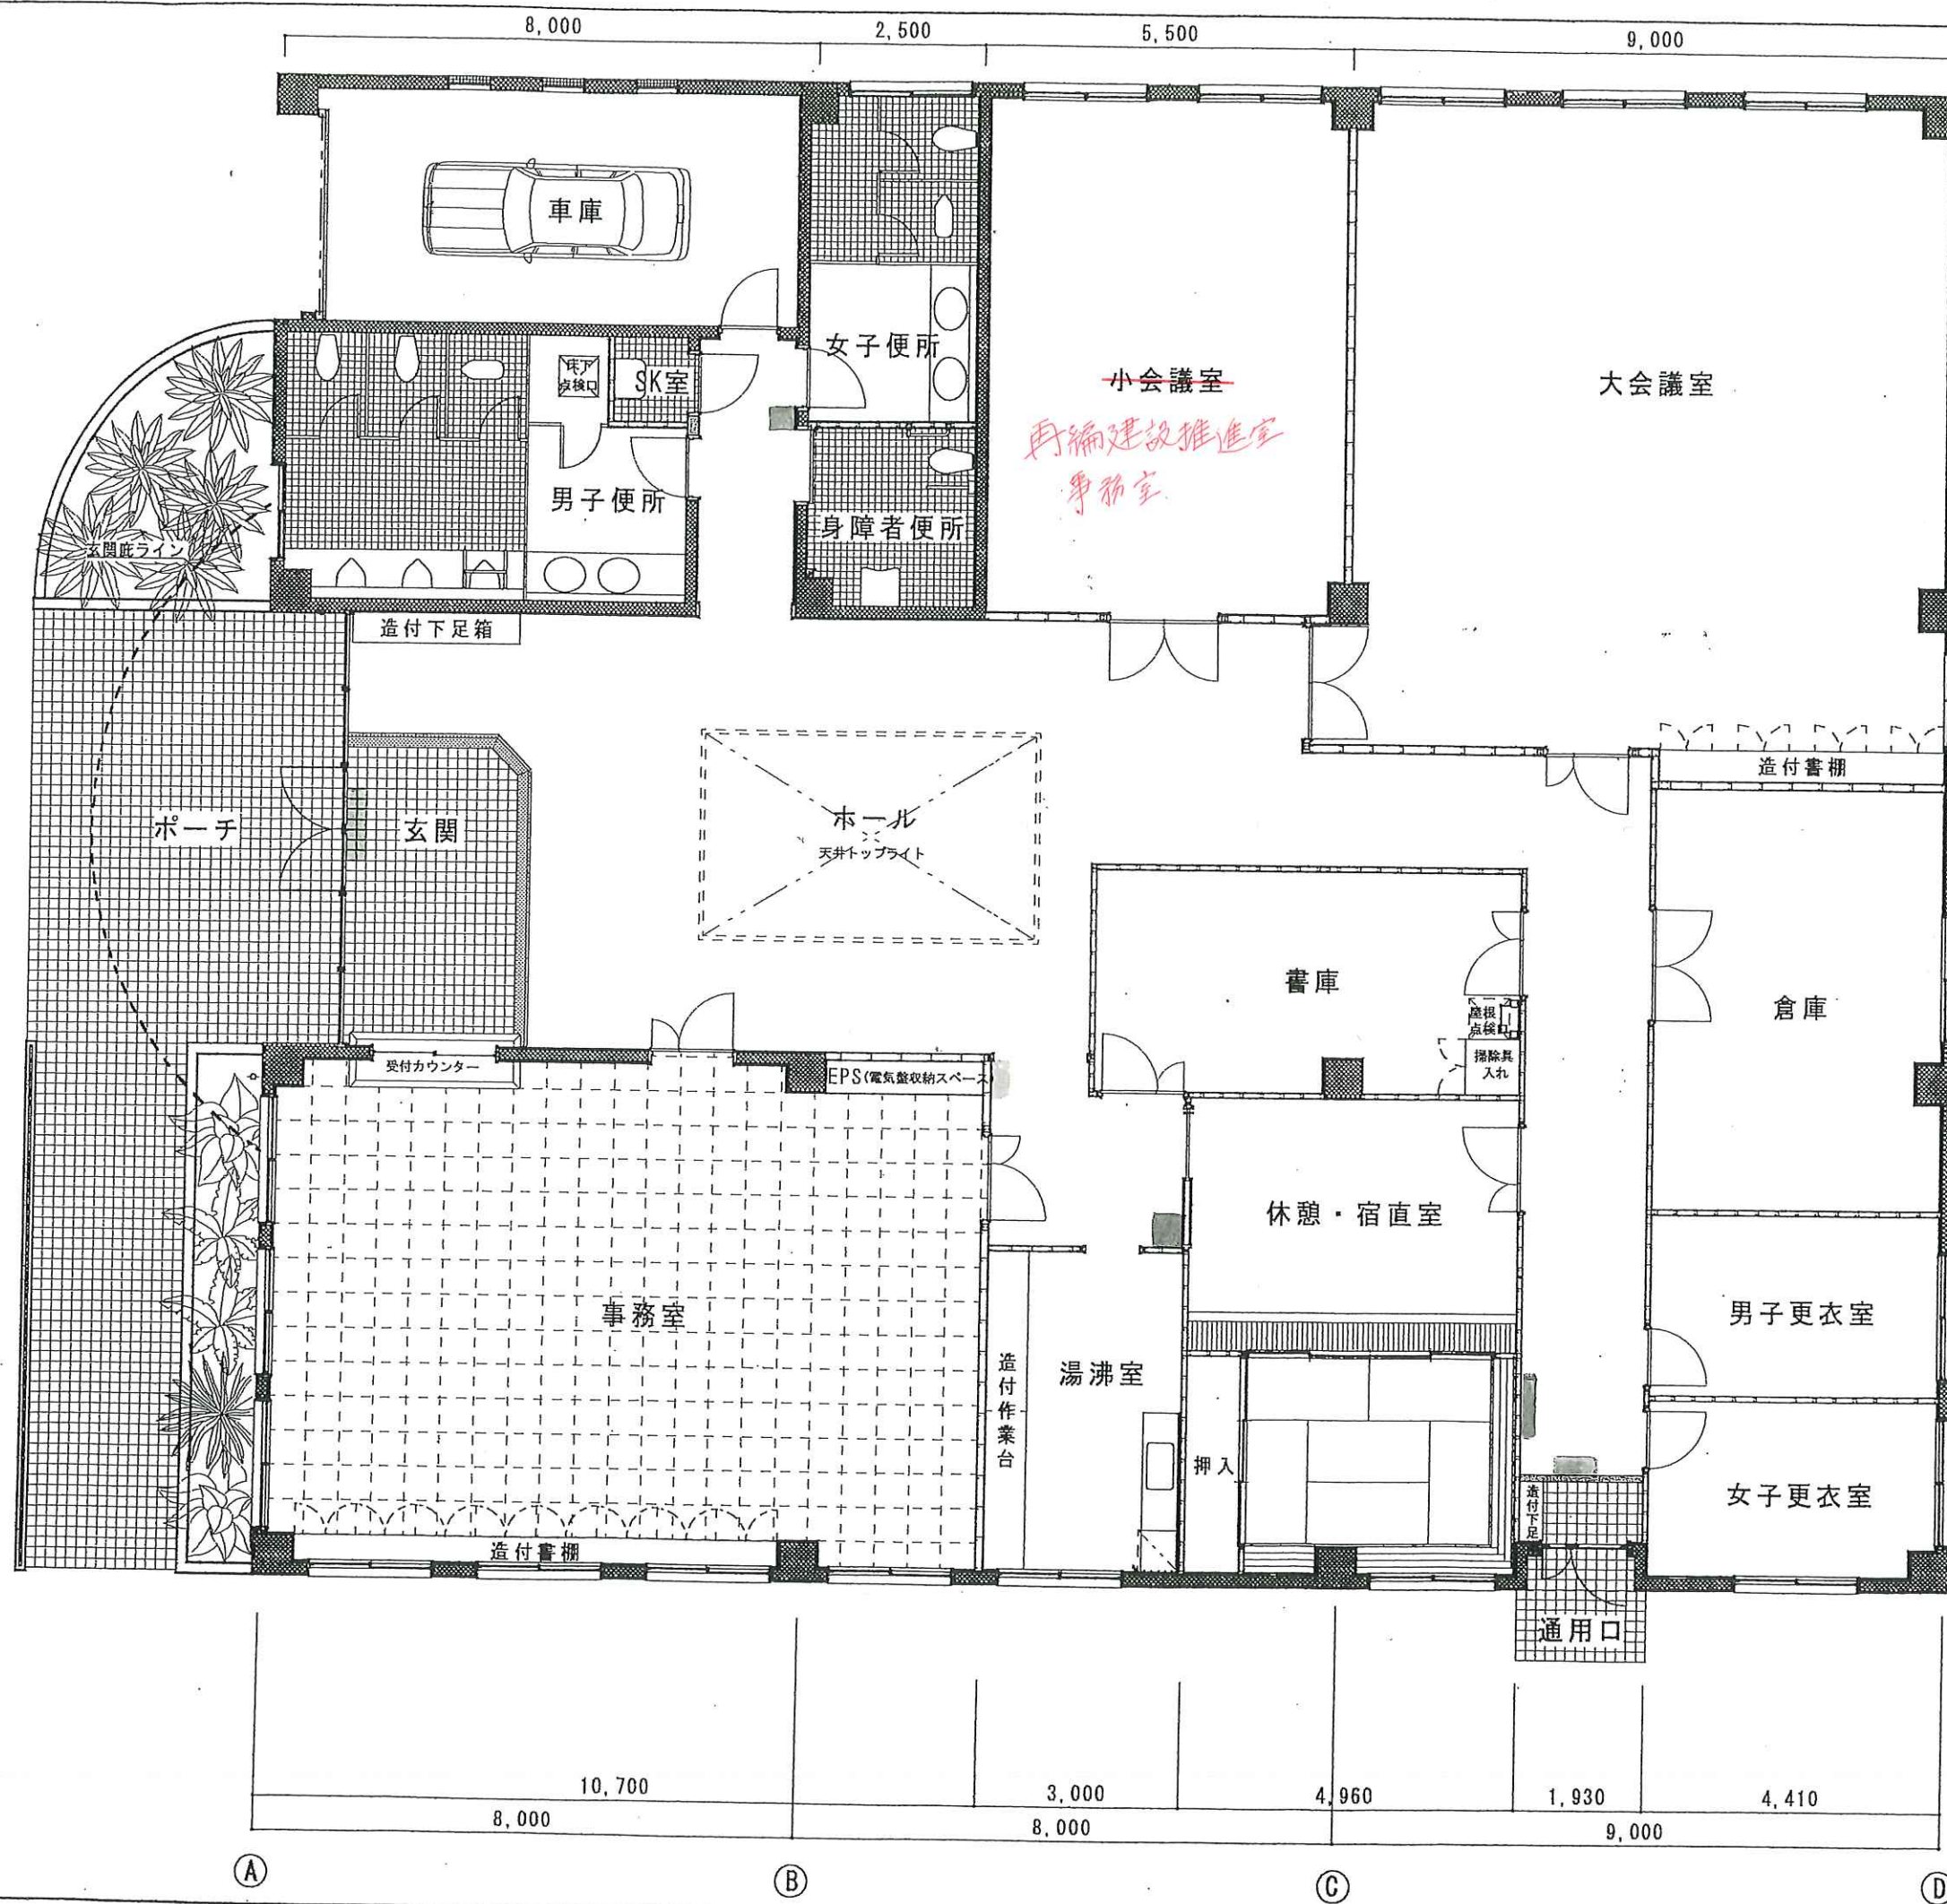 8,000
2,500
5,500
9,000
車庫
女子便所
床下
点検口
SK室
小会議室
再編建設推進室
事務室
大会議室
男子便所
身障者便所
玄関庇ライン
造付下足箱
造付書棚
ポーチ
玄関
ホール
天井トップライト
書庫
屋根
点検口
掃除具
入れ
倉庫
受付カウンター
EPS(電気盤収納スペース)
休憩・宿直室
事務室
男子更衣室
造付作業台
湯沸室
押入
女子更衣室
造付下足
造付書棚
通用口
10,700
3,000
4,960
1,930
4,410
8,000
8,000
9,000
A
B
C
D